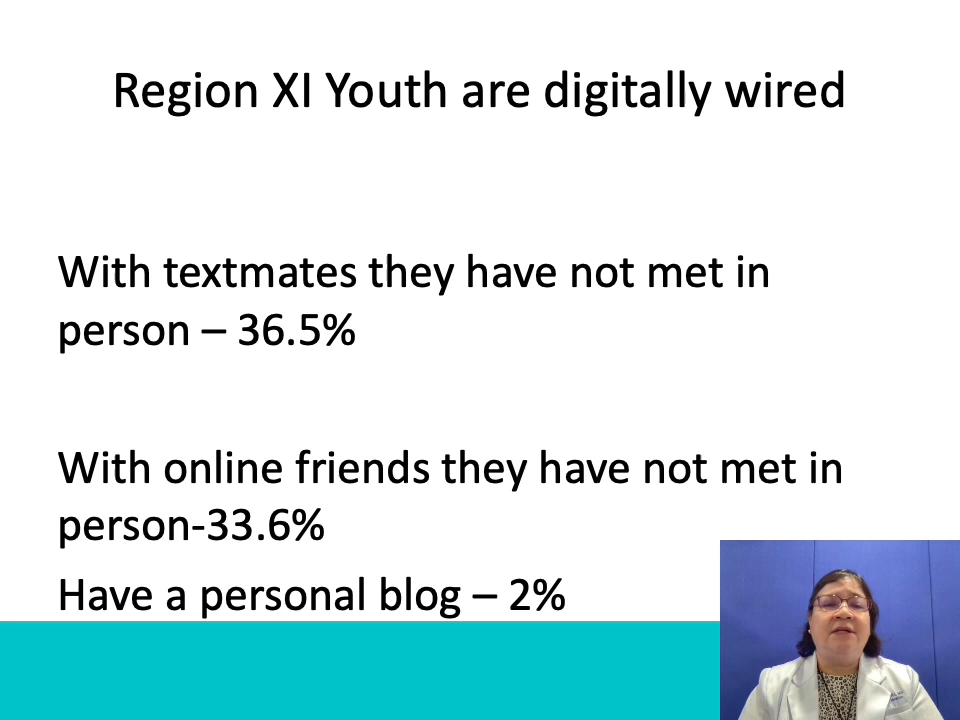 Region XI Youth are digitally wired
With textmates they have not met in
person – 36.5%
With online friends they have not met in
person-33.6%
Have a personal blog – 2%